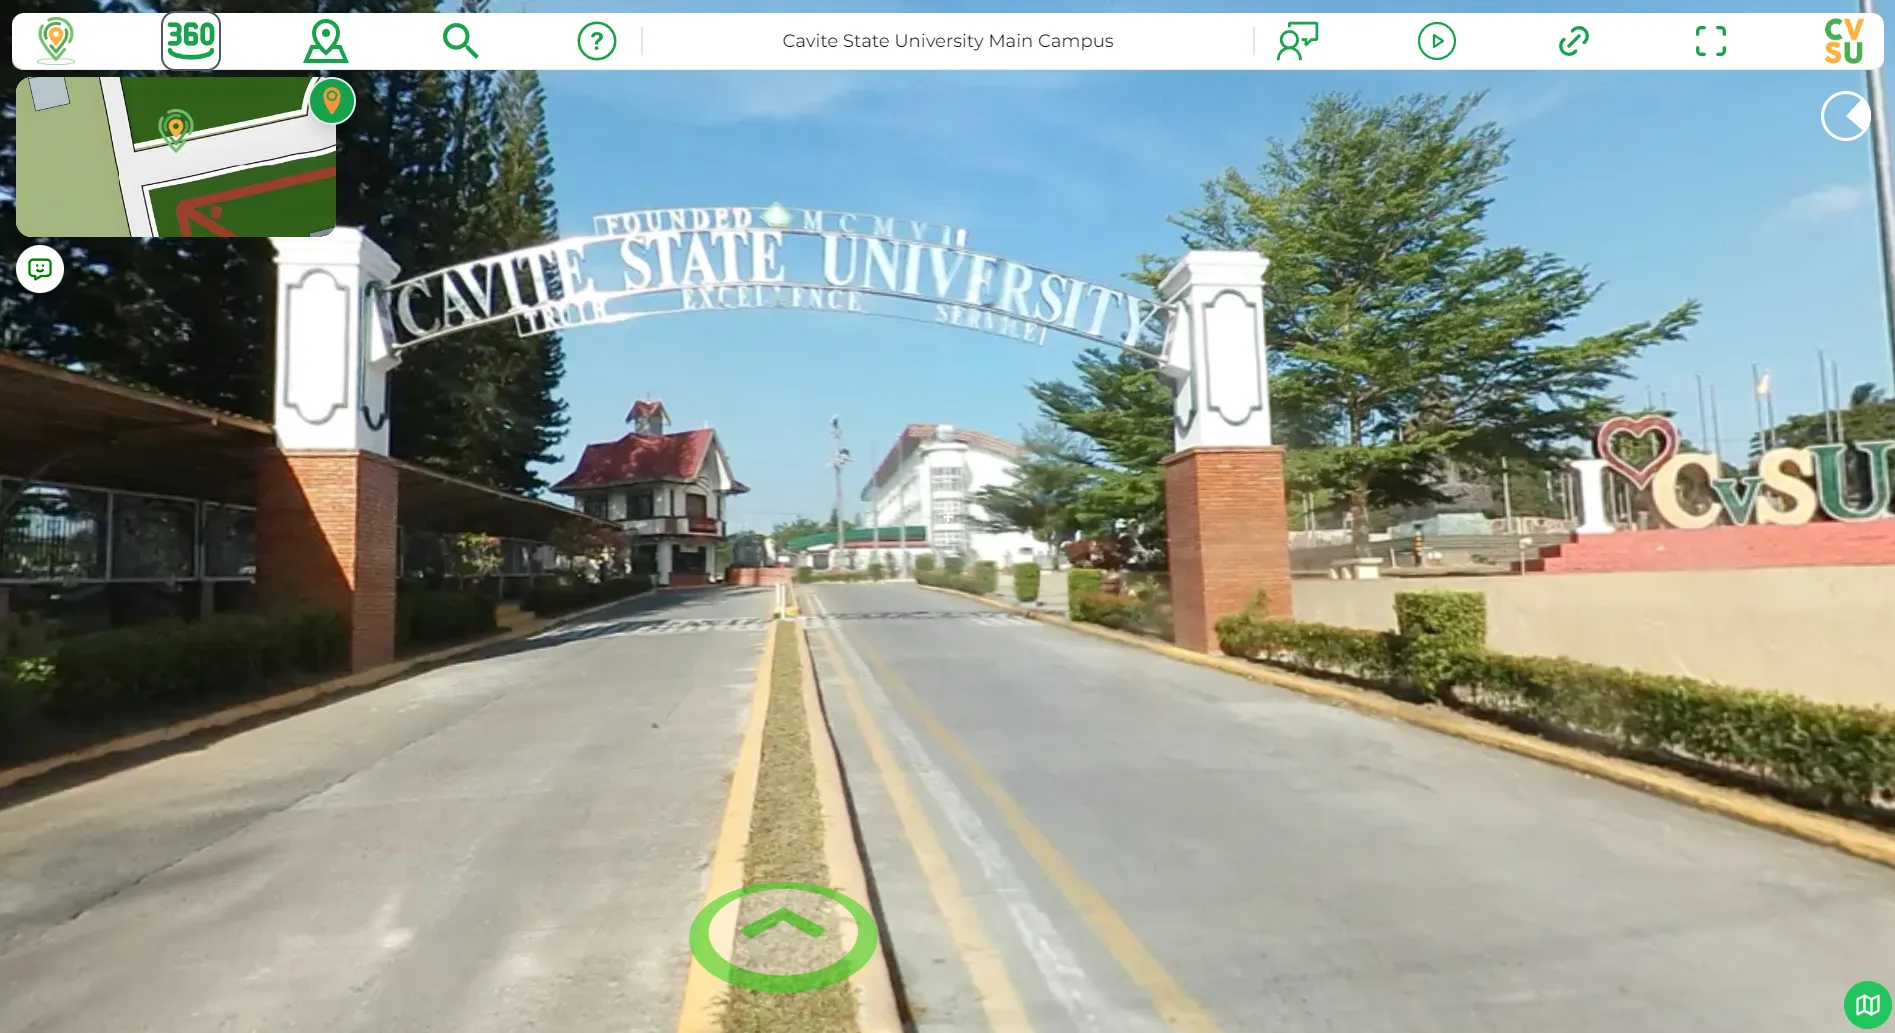 360
?
Cavite State University Main Campus
CV
SU
FOUNDED MCMVI
CAVITE STATE UNIVERSITY
TRUTH EXCELLENCE SERVICE
I CvSU